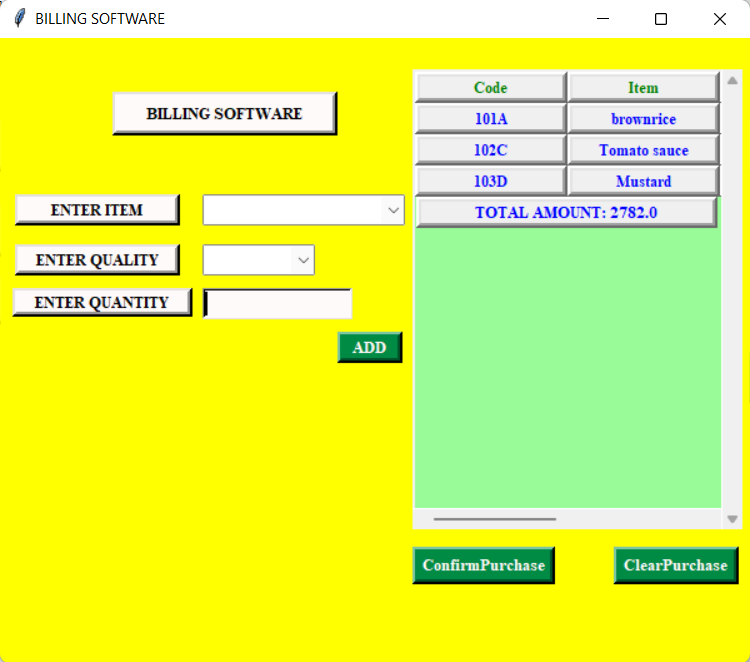 BILLING SOFTWARE
BILLING SOFTWARE
ENTER ITEM
ENTER QUALITY
ENTER QUANTITY
ADD
Code Item
101A brownrice
102C Tomato sauce
103D Mustard
TOTAL AMOUNT: 2782.0
ConfirmPurchase ClearPurchase